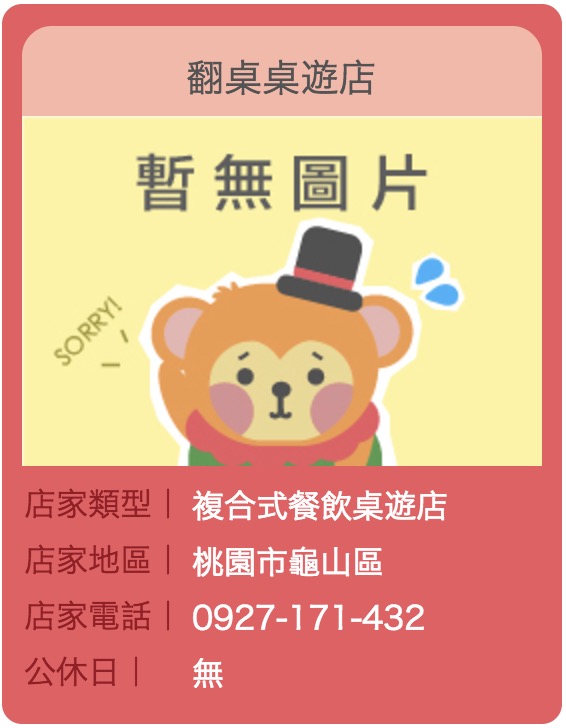 翻桌桌遊店
暫無圖片
SORRY!
店家類型｜ 複合式餐飲桌遊店
店家地區｜ 桃園市龜山區
店家電話｜ 0927-171-432
公休日｜ 無